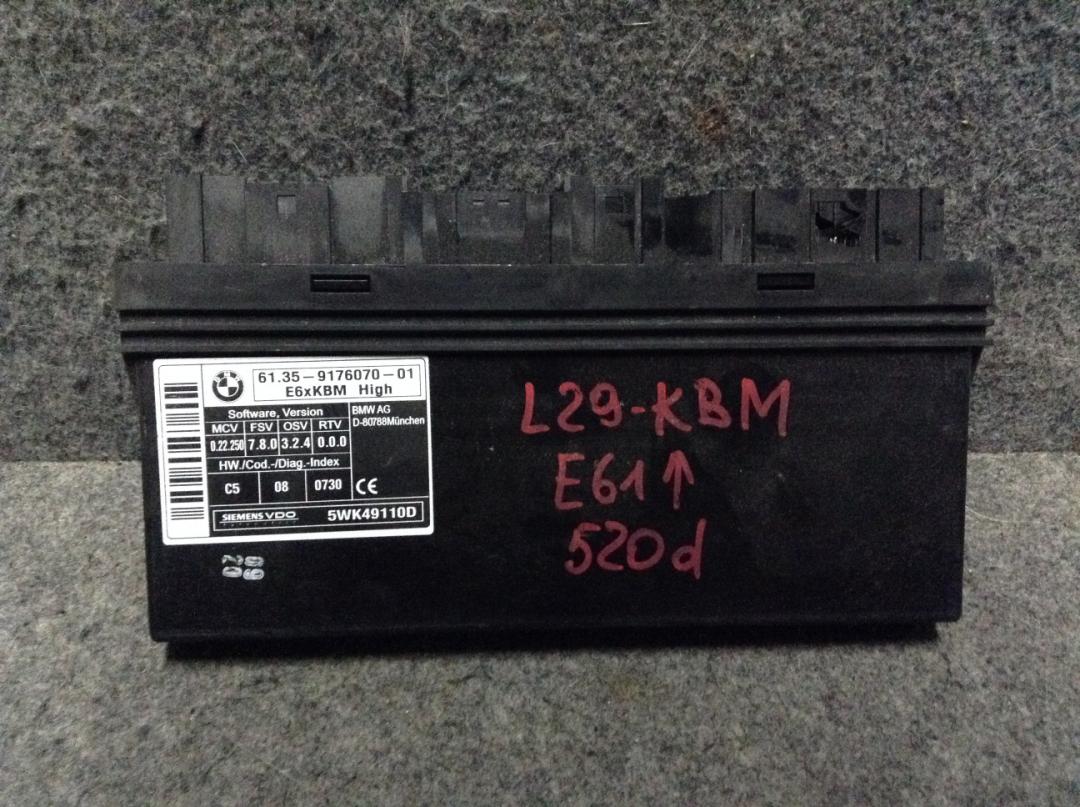 61.35-9176070-01
E6xKBM High
Software, Version
MCV FSV OSV RTV
0.22.250 7.8.0 3.2.4 0.0.0
BMW AG
D-80788München
HW./Cod.-/Diag.-Index
C5 08 0730 CE
SIEMENS VDO 5WK49110D
L29-KBM
E61↑
520d